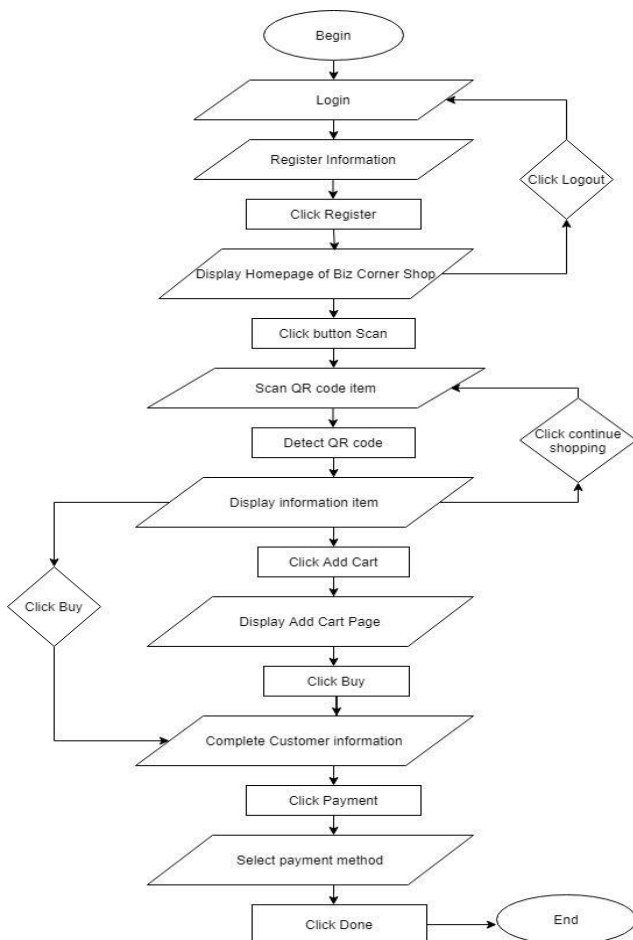 Begin
Login
Register Information
Click Logout
Click Register
Display Homepage of Biz Corner Shop
Click button Scan
Scan QR code item
Detect QR code
Click continue
shopping
Display information item
Click Add Cart
Click Buy
Display Add Cart Page
Click Buy
Complete Customer information
Click Payment
Select payment method
Click Done
End